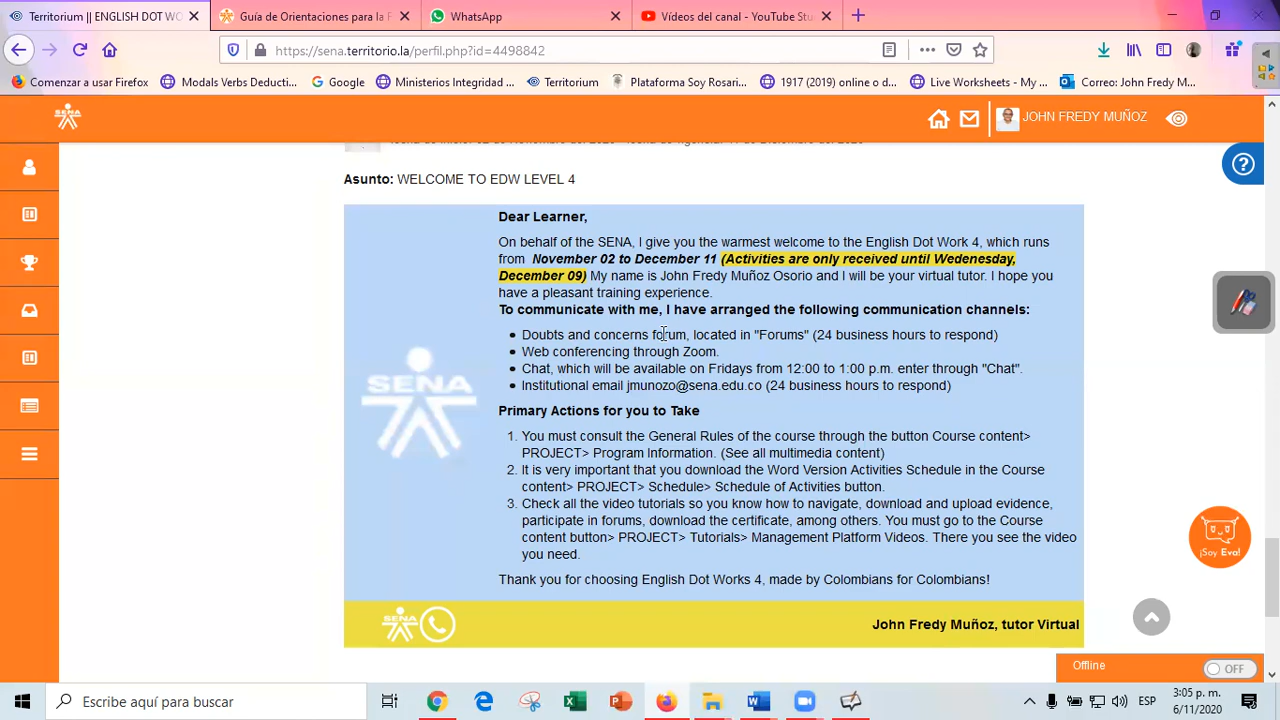 Territorium || ENGLISH DOT WO
Guía de Orientaciones para la F
WhatsApp
Vídeos del canal - YouTube Stu
https://sena.territorio.la/perfil.php?id=4498842
Comenzar a usar Firefox
Modals Verbs Deducti...
Google
Ministerios Integridad ...
Territorium
Plataforma Soy Rosari...
1917 (2019) online o d...
Live Worksheets - My ...
Correo: John Fredy M...
SENA
JOHN FREDY MUÑOZ
Asunto: WELCOME TO EDW LEVEL 4
Dear Learner,
On behalf of the SENA, I give you the warmest welcome to the English Dot Work 4, which runs
from November 02 to December 11 (Activities are only received until Wedenesday,
December 09) My name is John Fredy Muñoz Osorio and I will be your virtual tutor. I hope you
have a pleasant training experience.
To communicate with me, I have arranged the following communication channels:
• Doubts and concerns forum, located in "Forums" (24 business hours to respond)
• Web conferencing through Zoom.
• Chat, which will be available on Fridays from 12:00 to 1:00 p.m. enter through "Chat".
• Institutional email jmunozo@sena.edu.co (24 business hours to respond)
SENA
Primary Actions for you to Take
1. You must consult the General Rules of the course through the button Course content>
PROJECT> Program Information. (See all multimedia content)
2. It is very important that you download the Word Version Activities Schedule in the Course
content> PROJECT> Schedule> Schedule of Activities button.
3. Check all the video tutorials so you know how to navigate, download and upload evidence,
participate in forums, download the certificate, among others. You must go to the Course
content button> PROJECT> Tutorials> Management Platform Videos. There you see the video
you need.
Thank you for choosing English Dot Works 4, made by Colombians for Colombians!
SENA
John Fredy Muñoz, tutor Virtual
¡Soy Eva!
Offline
OFF
Escribe aquí para buscar
ESP
3:05 p. m.
6/11/2020